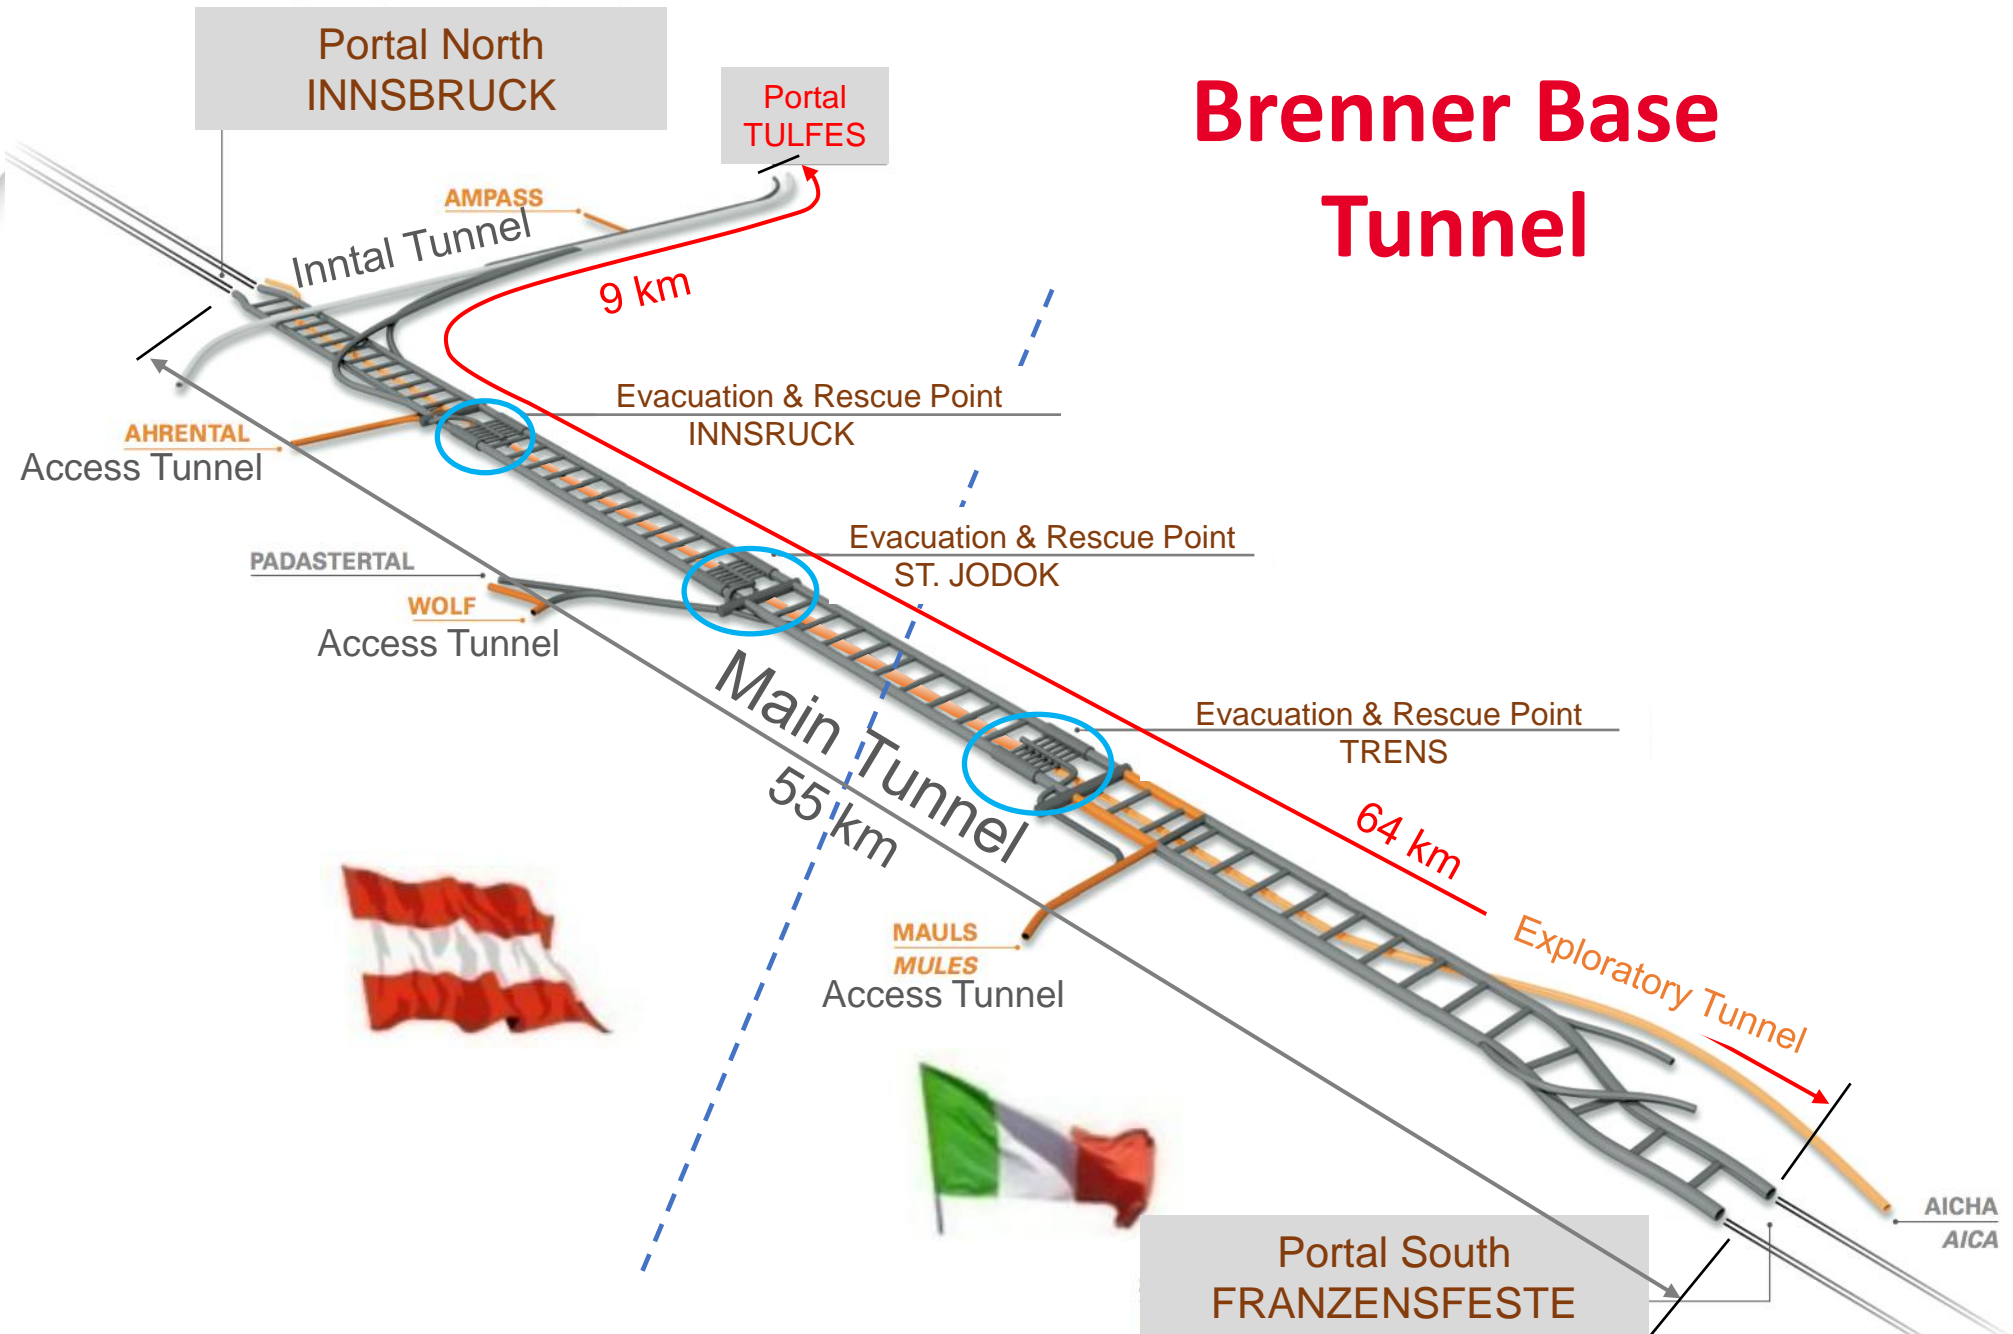 Portal North
INNSBRUCK
Portal
TULFES
Brenner Base
Tunnel
AMPASS
Inntal Tunnel
9 km
Evacuation & Rescue Point
INNSRUCK
AHRENTAL
Access Tunnel
Evacuation & Rescue Point
ST. JODOK
PADASTERTAL
WOLF
Access Tunnel
Main Tunnel
55 km
Evacuation & Rescue Point
TRENS
64 km
MAULS
MULES
Access Tunnel
Exploratory Tunnel
AICHA
AICA
Portal South
FRANZENSFESTE